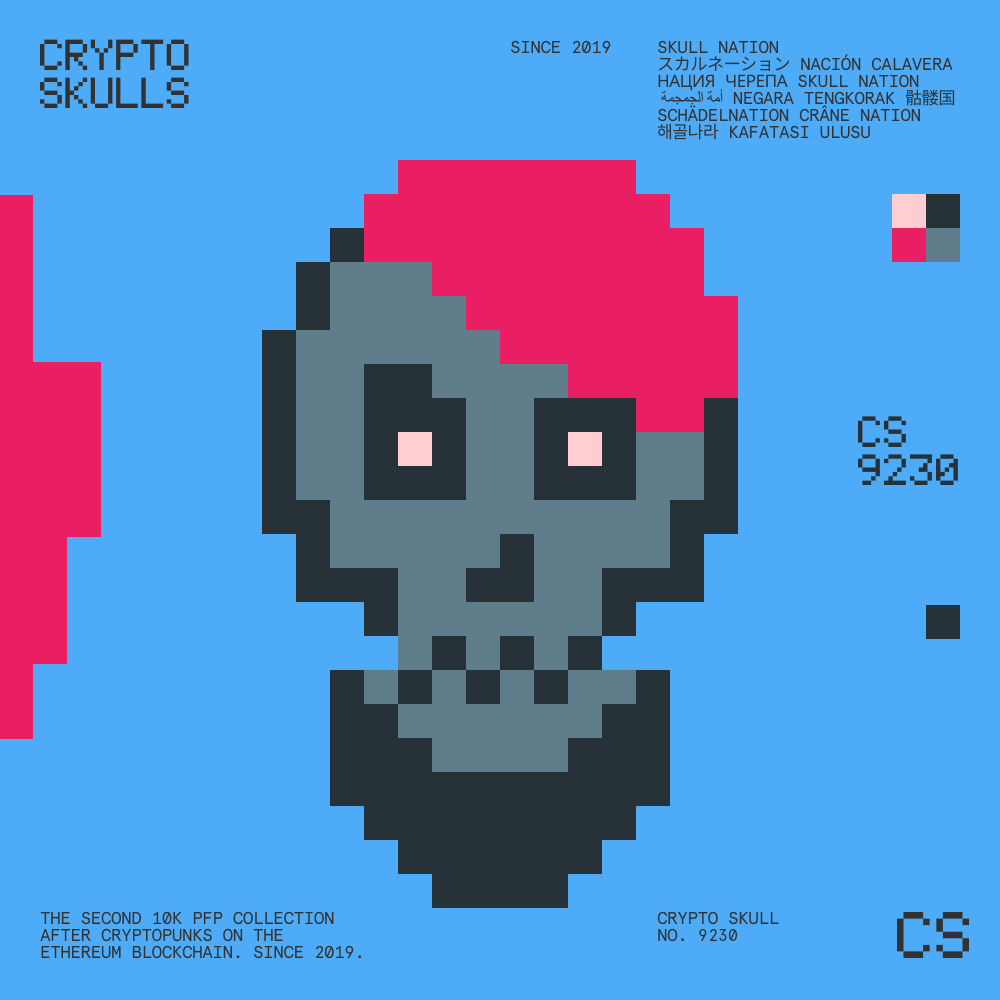 CRYPTO
SKULLS
SINCE 2019
SKULL NATION
スカルネーション NACIÓN CALAVERA
НАЦИЯ ЧЕРЕПА SKULL NATION
أمة الجمجمة NEGARA TENGKORAK 骷髅国
SCHÄDELNATION CRÂNE NATION
해골나라 KAFATASI ULUSU
CS
9230
THE SECOND 10K PFP COLLECTION
AFTER CRYPTOPUNKS ON THE
ETHEREUM BLOCKCHAIN. SINCE 2019.
CRYPTO SKULL
NO. 9230
CS